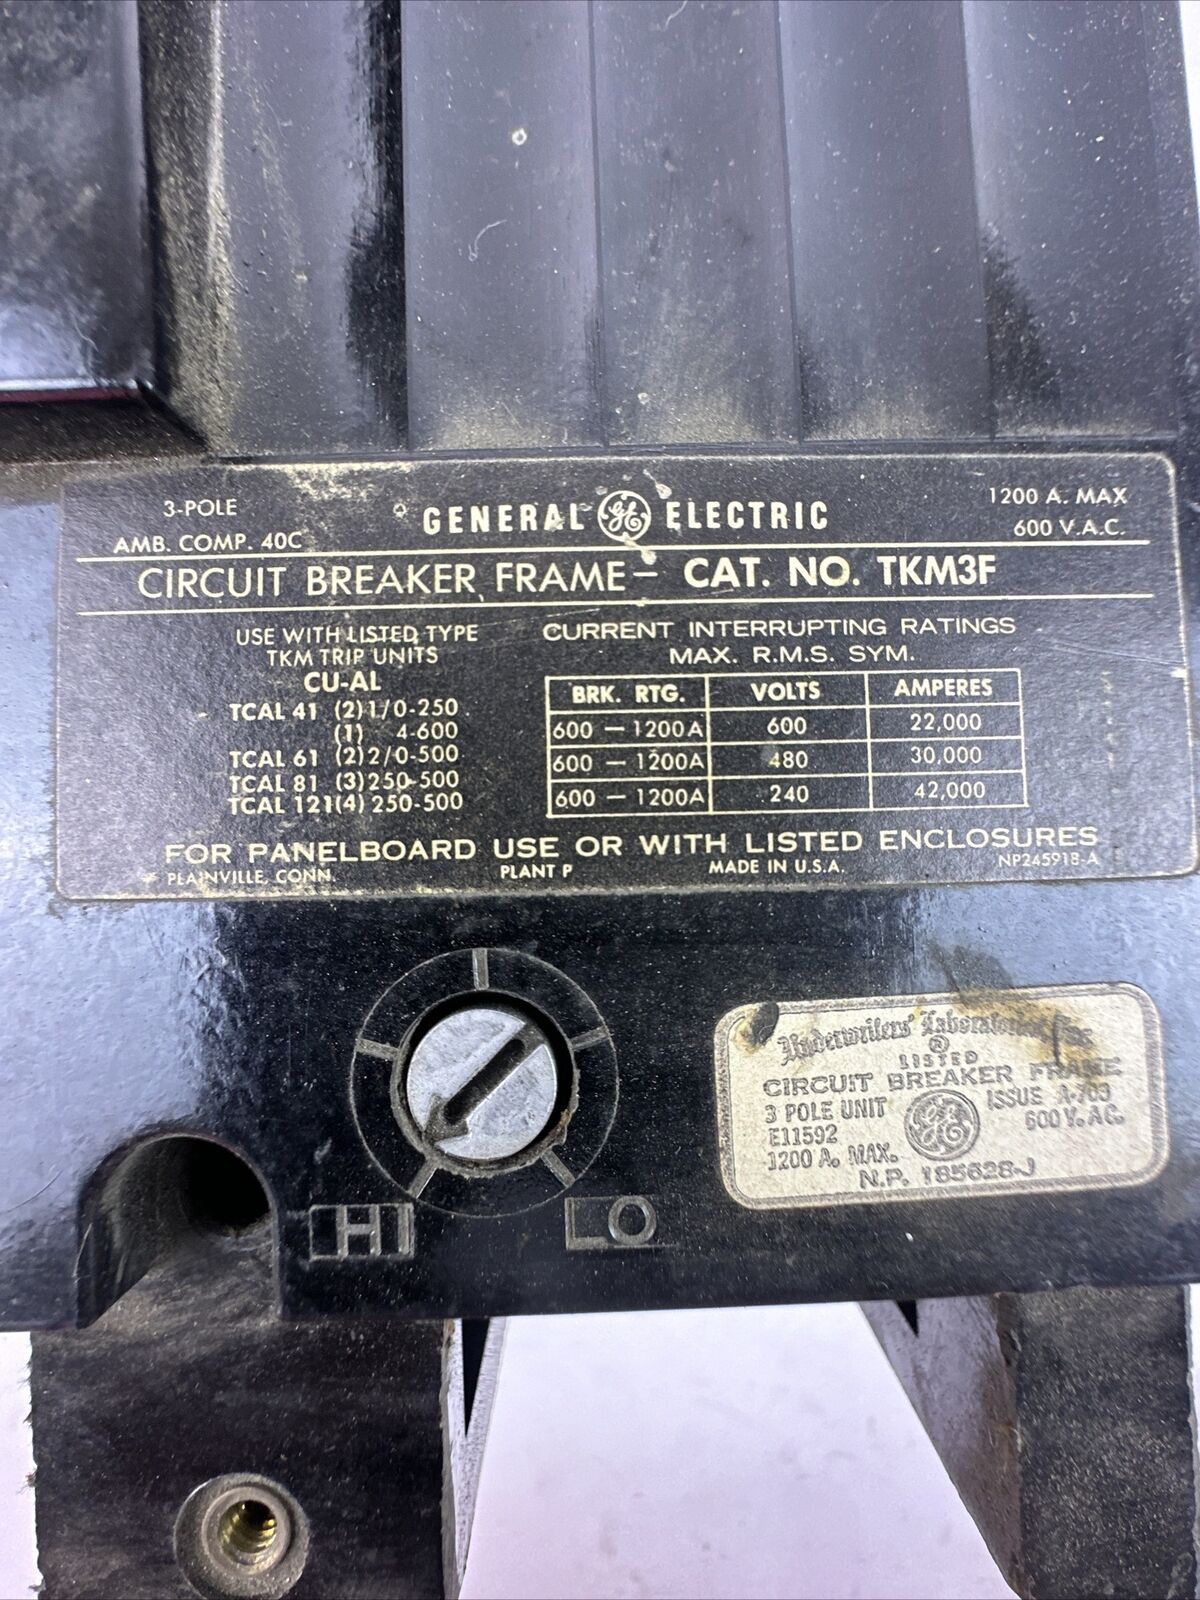 3-POLE
AMB. COMP. 40C
GENERAL GE ELECTRIC
1200 A. MAX
600 V.A.C.
CIRCUIT BREAKER FRAME – CAT. NO. TKM3F
USE WITH LISTED TYPE
TKM TRIP UNITS
CU-AL
TCAL 41 (2) 1/0-250
(1) 4-600
TCAL 61 (2) 2/0-500
TCAL 81 (3) 250-500
TCAL 121 (4) 250-500
CURRENT INTERRUPTING RATINGS
MAX. R.M.S. SYM.
BRK. RTG. VOLTS AMPERES
600 – 1200A 600 22,000
600 – 1200A 480 30,000
600 – 1200A 240 42,000
FOR PANELBOARD USE OR WITH LISTED ENCLOSURES
PLAINVILLE, CONN. PLANT P MADE IN U.S.A. NP245918-A
HI LO
Underwriters' Laboratories
®
LISTED
CIRCUIT BREAKER FRAME
3 POLE UNIT GE ISSUE
E11592 600 V. AC.
1200 A. MAX.
N.P. 185628-J